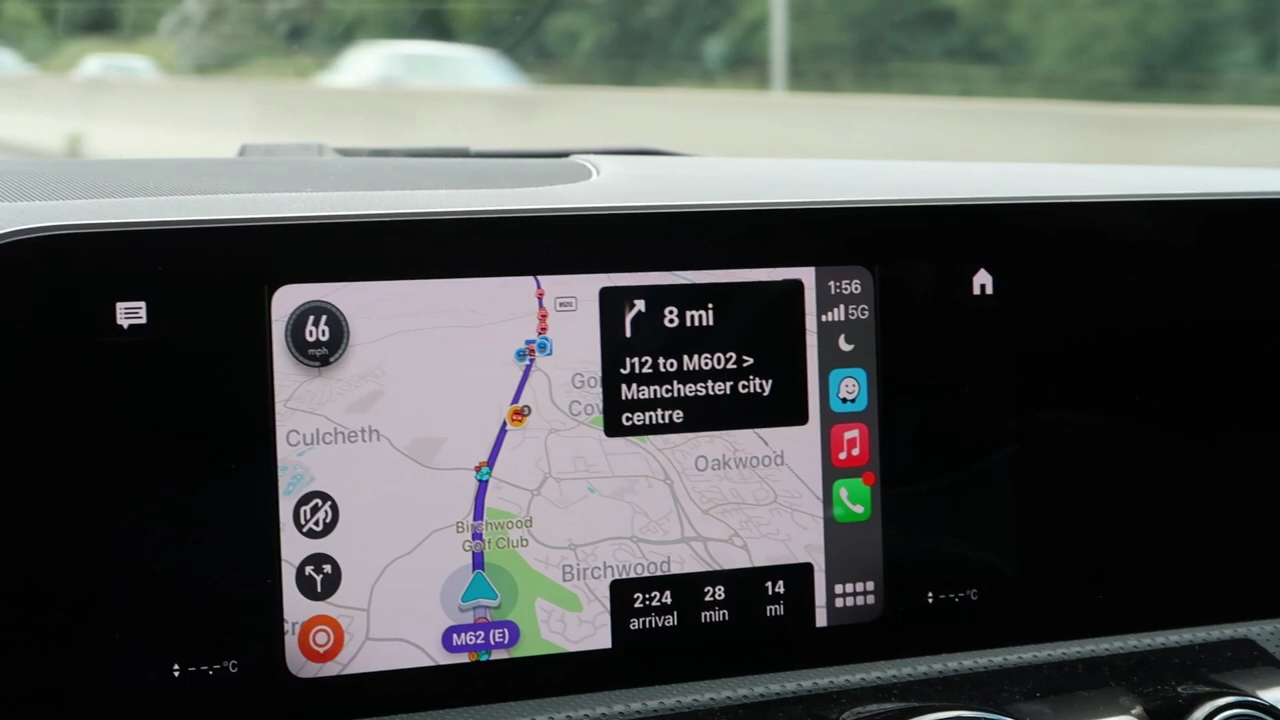 66
mph
8 mi
J12 to M602 >
Manchester city
centre
1:56
5G
Culcheth
Oakwood
Birchwood
Golf Club
Birchwood
M62 (E)
2:24
arrival
28
min
14
mi
3
--.-°C
--.-°C